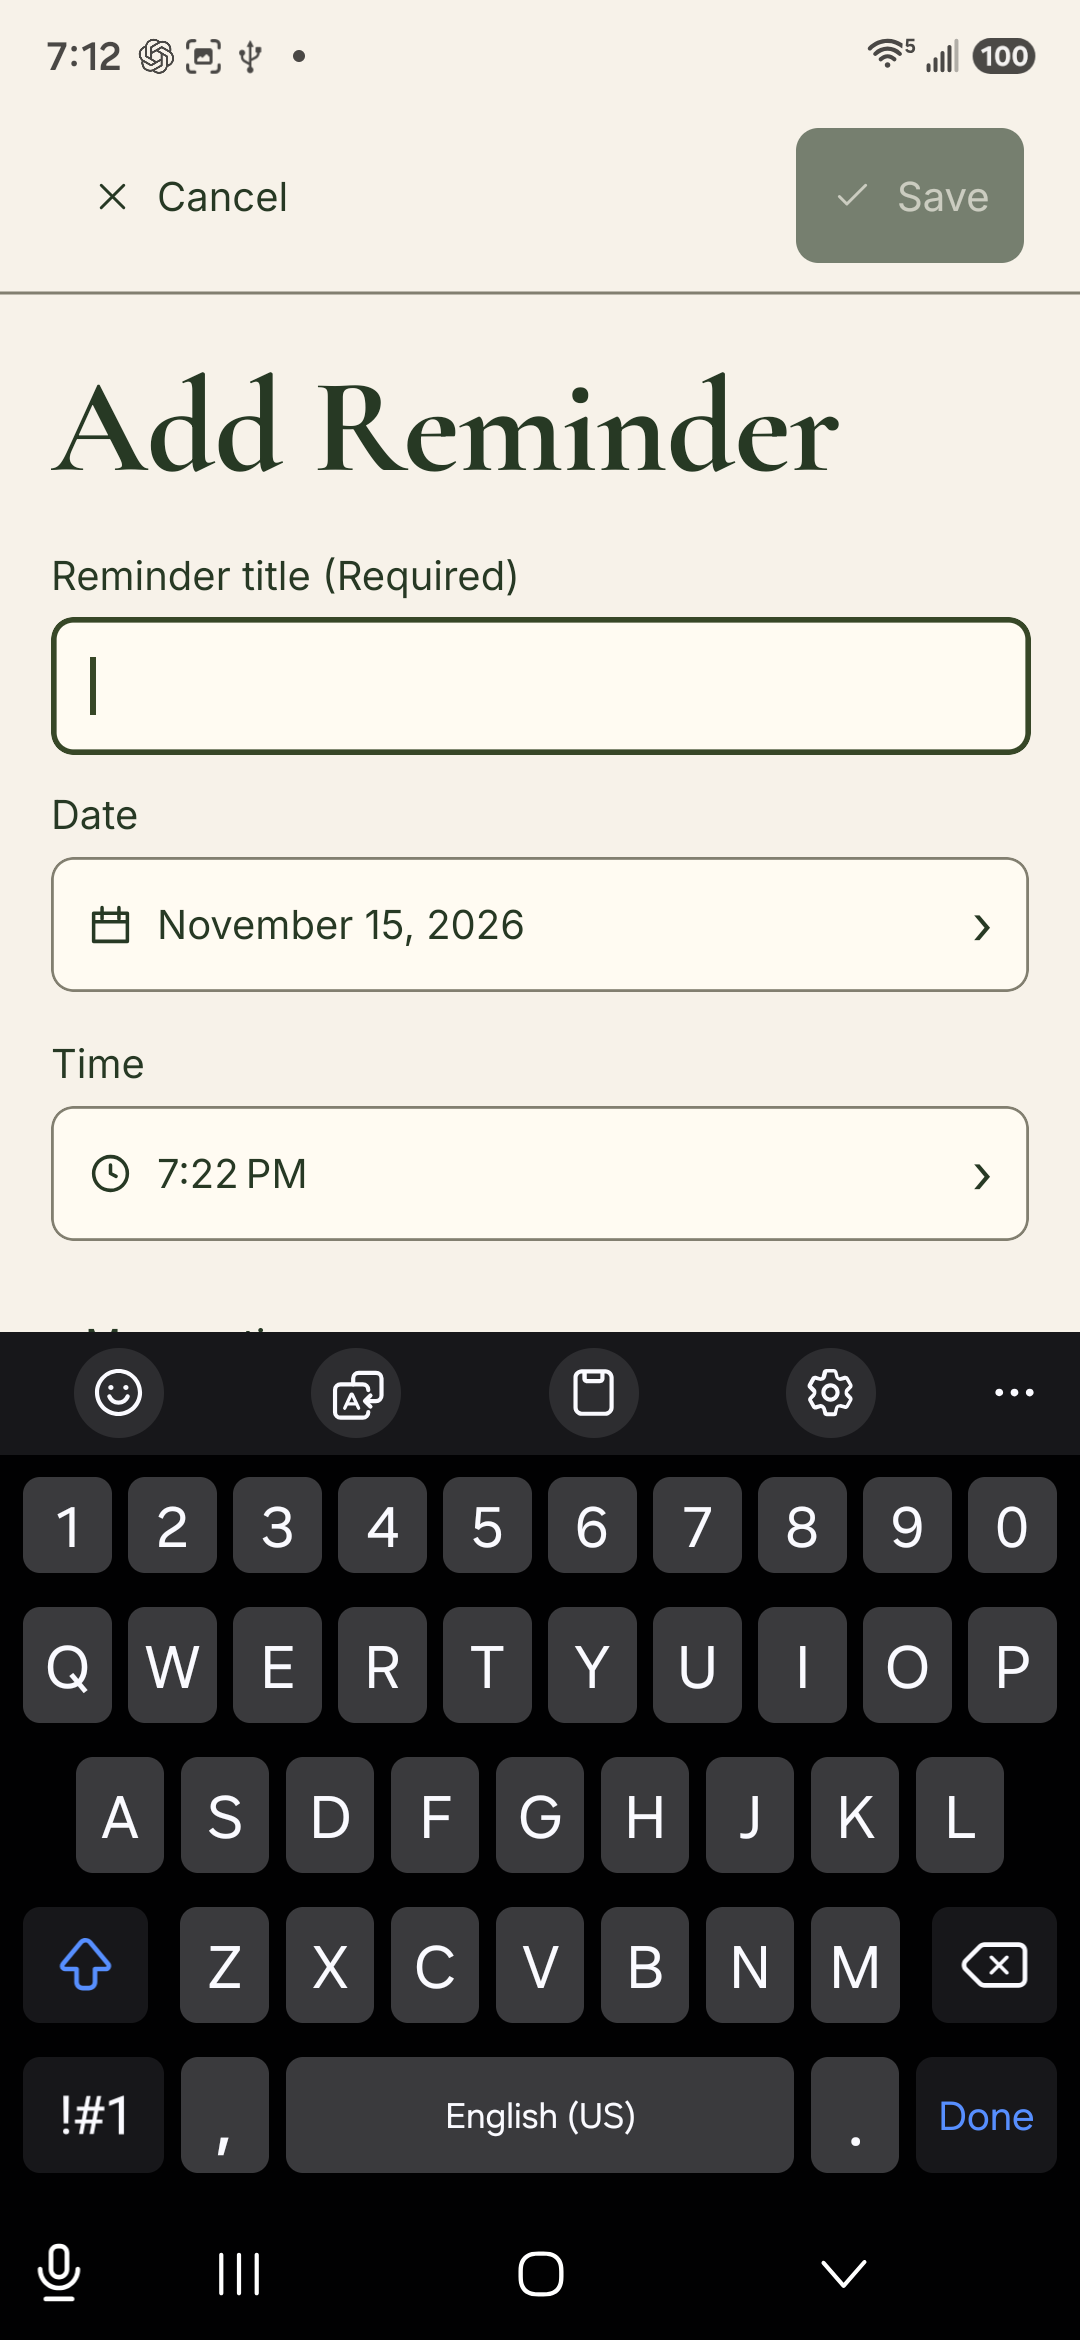 7:12
5
100
Cancel
Save
Add Reminder
Reminder title (Required)
Date
November 15, 2026
Time
7:22 PM
1 2 3 4 5 6 7 8 9 0
Q W E R T Y U I O P
A S D F G H J K L
Z X C V B N M
!#1 , English (US) . Done